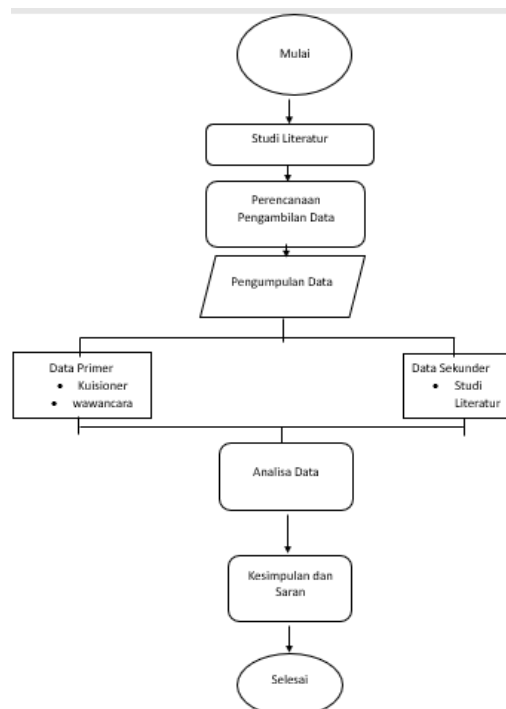 Mulai
Studi Literatur
Perencanaan
Pengambilan Data
Pengumpulan Data
Data Primer
• Kuisioner
• wawancara
Data Sekunder
• Studi
Literatur
Analisa Data
Kesimpulan dan
Saran
Selesai